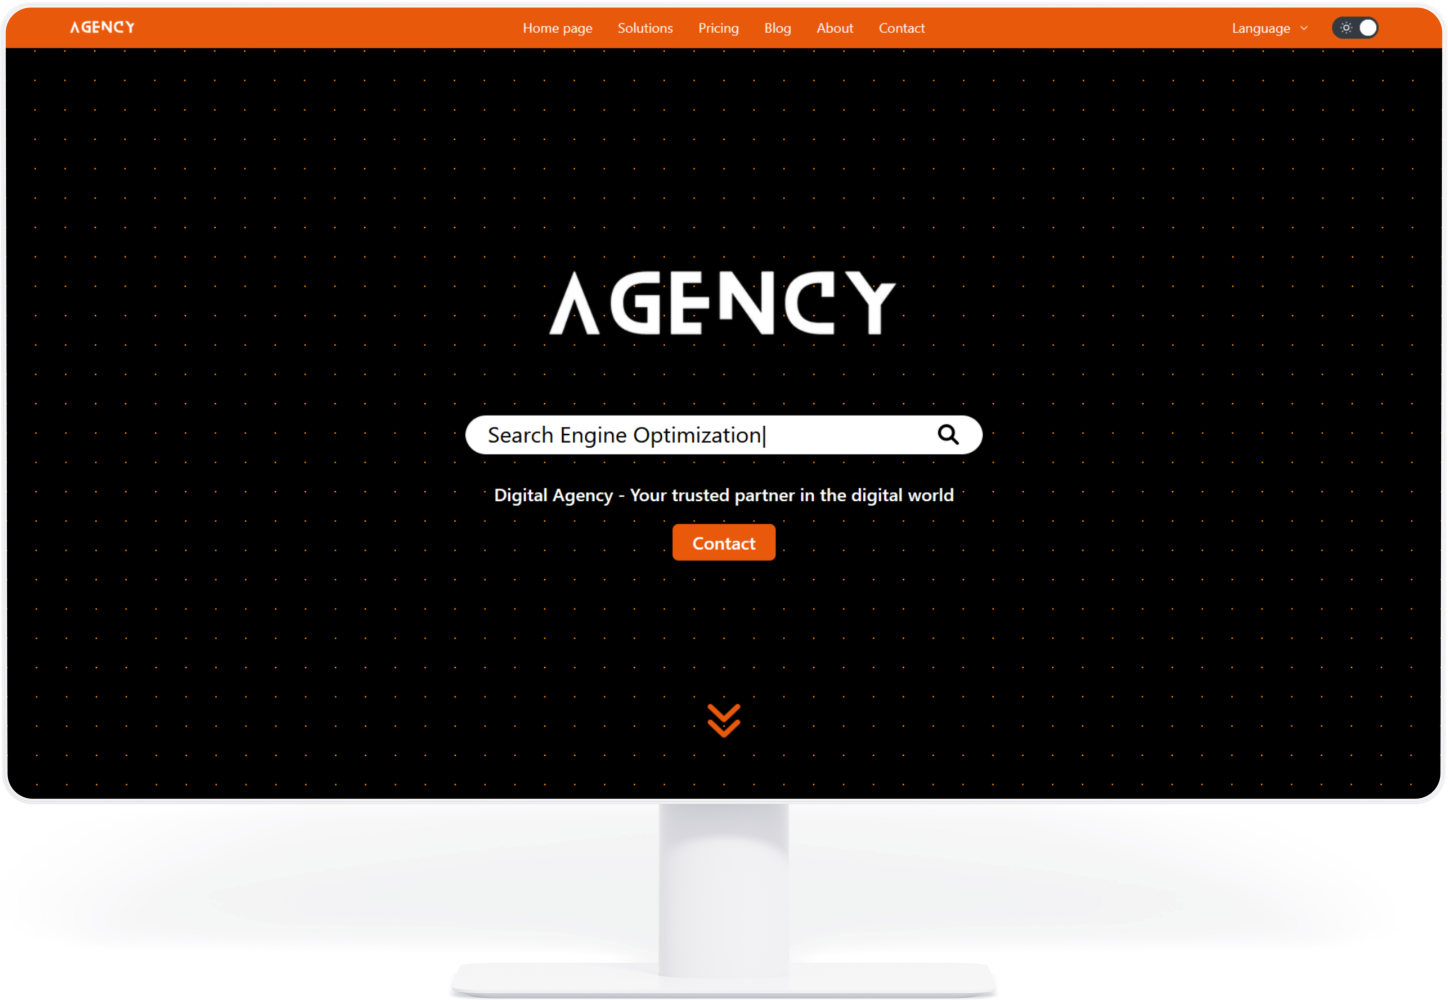 AGENCY
Home page Solutions Pricing Blog About Contact
Language
AGENCY
Search Engine Optimization
Digital Agency - Your trusted partner in the digital world
Contact